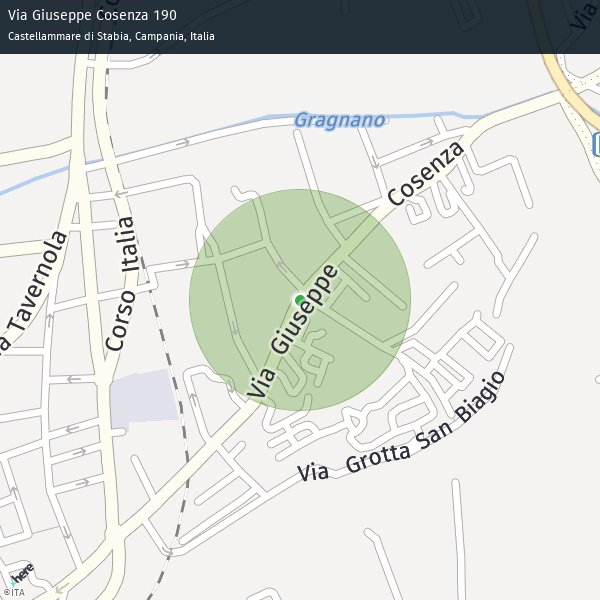 Via Giuseppe Cosenza 190
Castellammare di Stabia, Campania, Italia
Via
Gragnano
Cosenza
Corso Italia
Tavernola
Via Giuseppe
Via Grotta San Biagio
here
©ITA